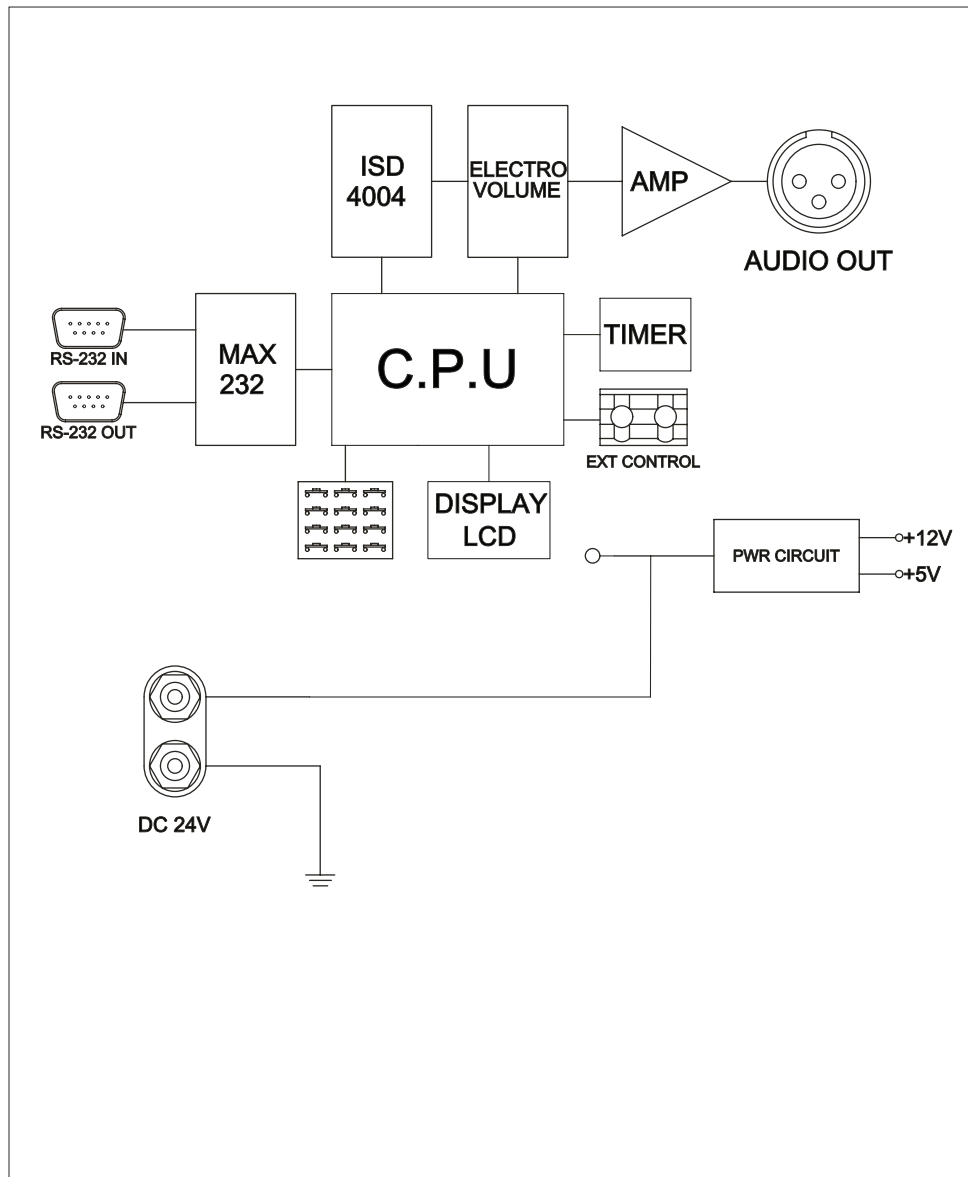 ISD
4004
ELECTRO
VOLUME
AMP
AUDIO OUT
RS-232 IN
RS-232 OUT
MAX
232
C.P.U
TIMER
EXT CONTROL
DISPLAY
LCD
PWR CIRCUIT
+12V
+5V
DC 24V